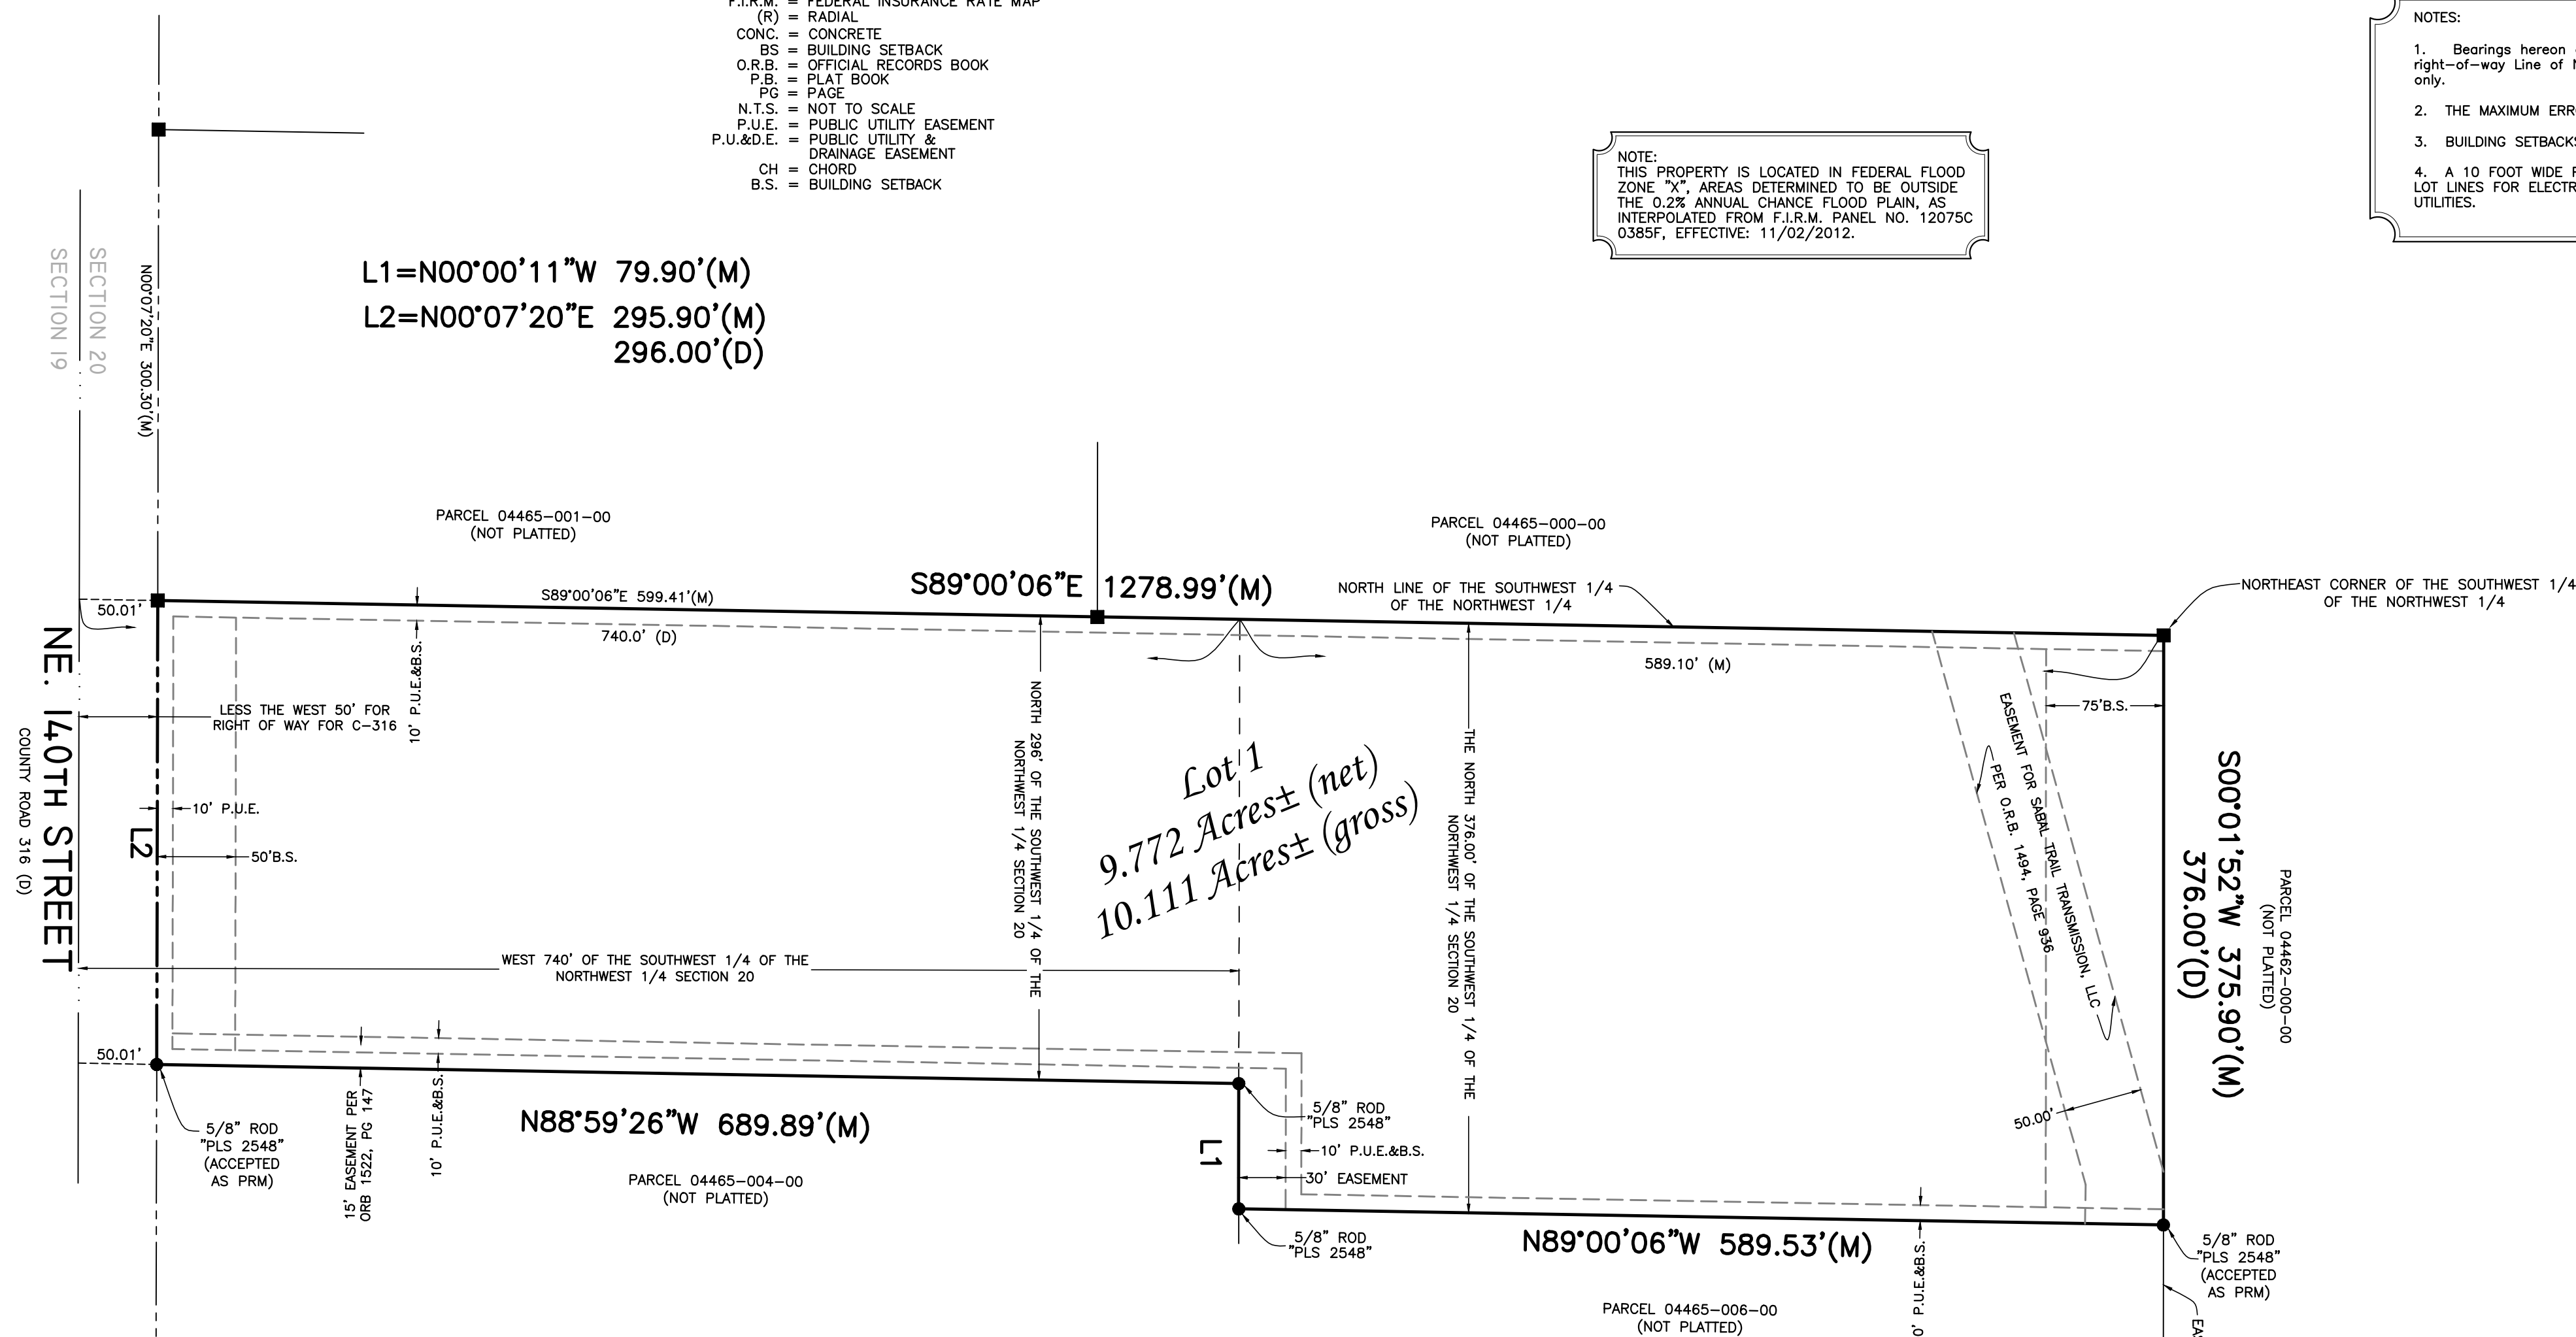 F.I.R.M. = FEDERAL INSURANCE RATE MAP
(R) = RADIAL
CONC. = CONCRETE
BS = BUILDING SETBACK
O.R.B. = OFFICIAL RECORDS BOOK
P.B. = PLAT BOOK
PG = PAGE
N.T.S. = NOT TO SCALE
P.U.E. = PUBLIC UTILITY EASEMENT
P.U.&D.E. = PUBLIC UTILITY &
DRAINAGE EASEMENT
CH = CHORD
B.S. = BUILDING SETBACK
NOTE:
THIS PROPERTY IS LOCATED IN FEDERAL FLOOD
ZONE "X", AREAS DETERMINED TO BE OUTSIDE
THE 0.2% ANNUAL CHANCE FLOOD PLAIN, AS
INTERPOLATED FROM F.I.R.M. PANEL NO. 12075C
0385F, EFFECTIVE: 11/02/2012.
NOTES:
1. Bearings hereon
right-of-way Line of
only.
2. THE MAXIMUM
3. BUILDING
4. A 10 FOOT WIDE
LOT LINES FOR
UTILITIES.
SECTION 19
SECTION 20
N00°07'20"E 300.30'(M)
L1=N00°00'11"W 79.90'(M)
L2=N00°07'20"E 295.90'(M)
296.00'(D)
PARCEL 04465-001-00
(NOT PLATTED)
PARCEL 04465-000-00
(NOT PLATTED)
S89°00'06"E 1278.99'(M)
S89°00'06"E 599.41'(M)
740.0' (D)
NORTH LINE OF THE SOUTHWEST 1/4
OF THE NORTHWEST 1/4
NORTHEAST CORNER OF THE SOUTHWEST 1/4
OF THE NORTHWEST 1/4
50.01'
589.10' (M)
10' P.U.E.&B.S.
75'B.S.
LESS THE WEST 50' FOR
RIGHT OF WAY FOR C-316
NE. 140TH STREET
COUNTY ROAD 316 (D)
10' P.U.E.
L2
50'B.S.
NORTH 296' OF THE SOUTHWEST 1/4 OF THE
NORTHWEST 1/4 SECTION 20
Lot 1
9.772 Acres± (net)
10.111 Acres± (gross)
THE NORTH 376.00' OF THE SOUTHWEST 1/4 OF THE
NORTHWEST 1/4 SECTION 20
EASEMENT FOR SABAL TRAIL TRANSMISSION, LLC
PER O.R.B. 1494, PAGE 936
S00°01'52"W 375.90'(M)
376.00'(D)
PARCEL 04462-000-00
(NOT PLATTED)
WEST 740' OF THE SOUTHWEST 1/4 OF THE
NORTHWEST 1/4 SECTION 20
50.01'
5/8" ROD
"PLS 2548"
(ACCEPTED
AS PRM)
15' EASEMENT PER
ORB 1522, PG 147
10' P.U.E.&B.S.
N88°59'26"W 689.89'(M)
PARCEL 04465-004-00
(NOT PLATTED)
L1
5/8" ROD
"PLS 2548"
10' P.U.E.&B.S.
30' EASEMENT
5/8" ROD
"PLS 2548"
50.00'
N89°00'06"W 589.53'(M)
P.U.E.&B.S.
PARCEL 04465-006-00
(NOT PLATTED)
5/8" ROD
"PLS 2548"
(ACCEPTED
AS PRM)